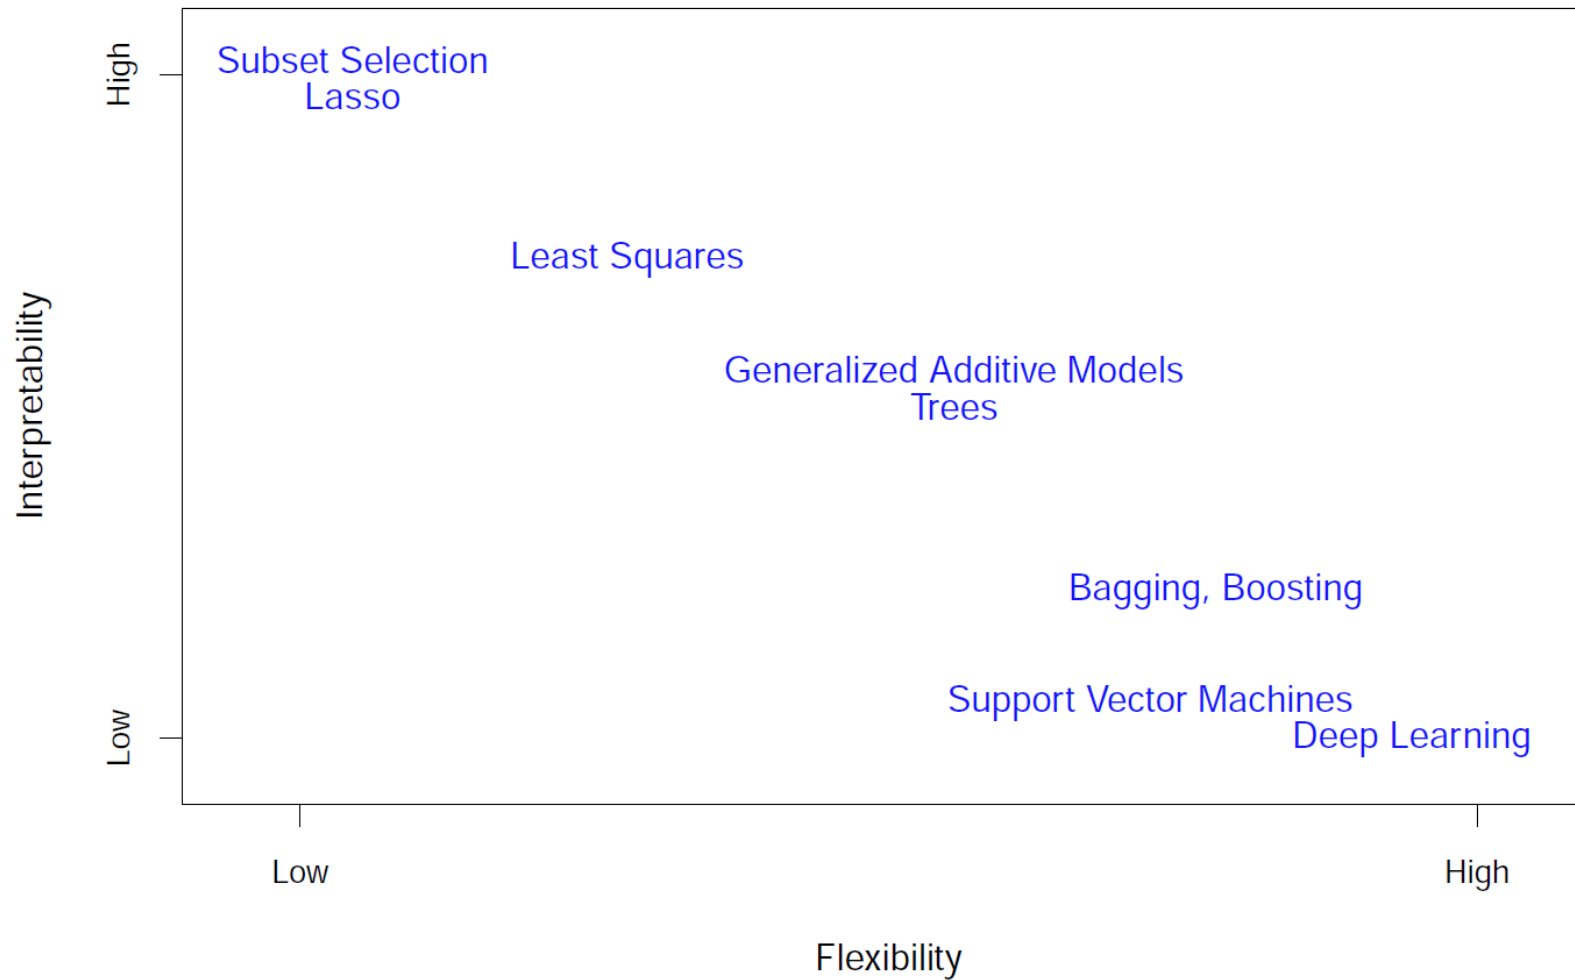 High
Subset Selection
Lasso
Least Squares
Interpretability
Generalized Additive Models
Trees
Bagging, Boosting
Support Vector Machines
Low
Deep Learning
Low
High
Flexibility